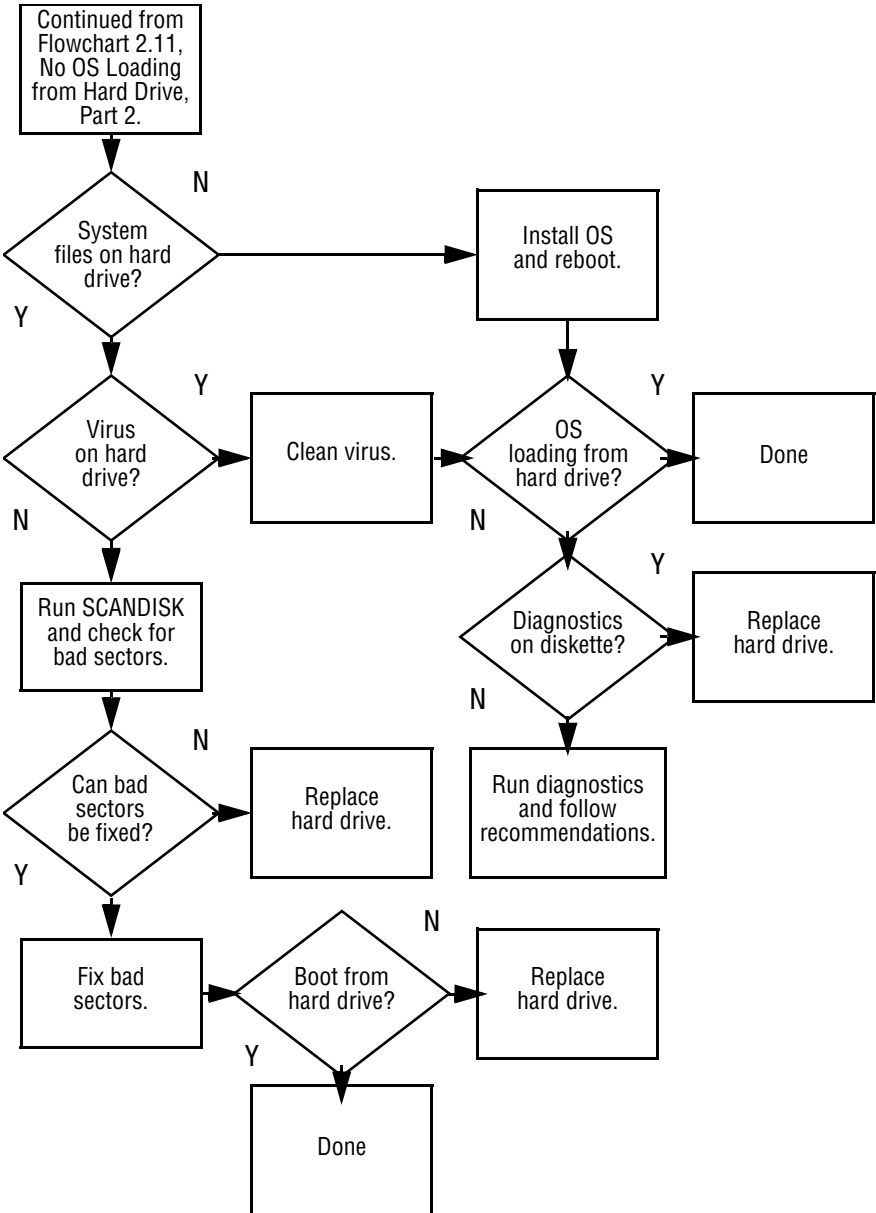 Continued from
Flowchart 2.11,
No OS Loading
from Hard Drive,
Part 2.
N
System
files on hard
drive?
Install OS
and reboot.
Y
Y
Virus
on hard
drive?
Clean virus.
OS
loading from
hard drive?
Y
Done
N
N
Run SCANDISK
and check for
bad sectors.
Y
Diagnostics
on diskette?
Replace
hard drive.
N
N
Can bad
sectors
be fixed?
Replace
hard drive.
Run diagnostics
and follow
recommendations.
Y
Fix bad
sectors.
N
Boot from
hard drive?
Replace
hard drive.
Y
Done